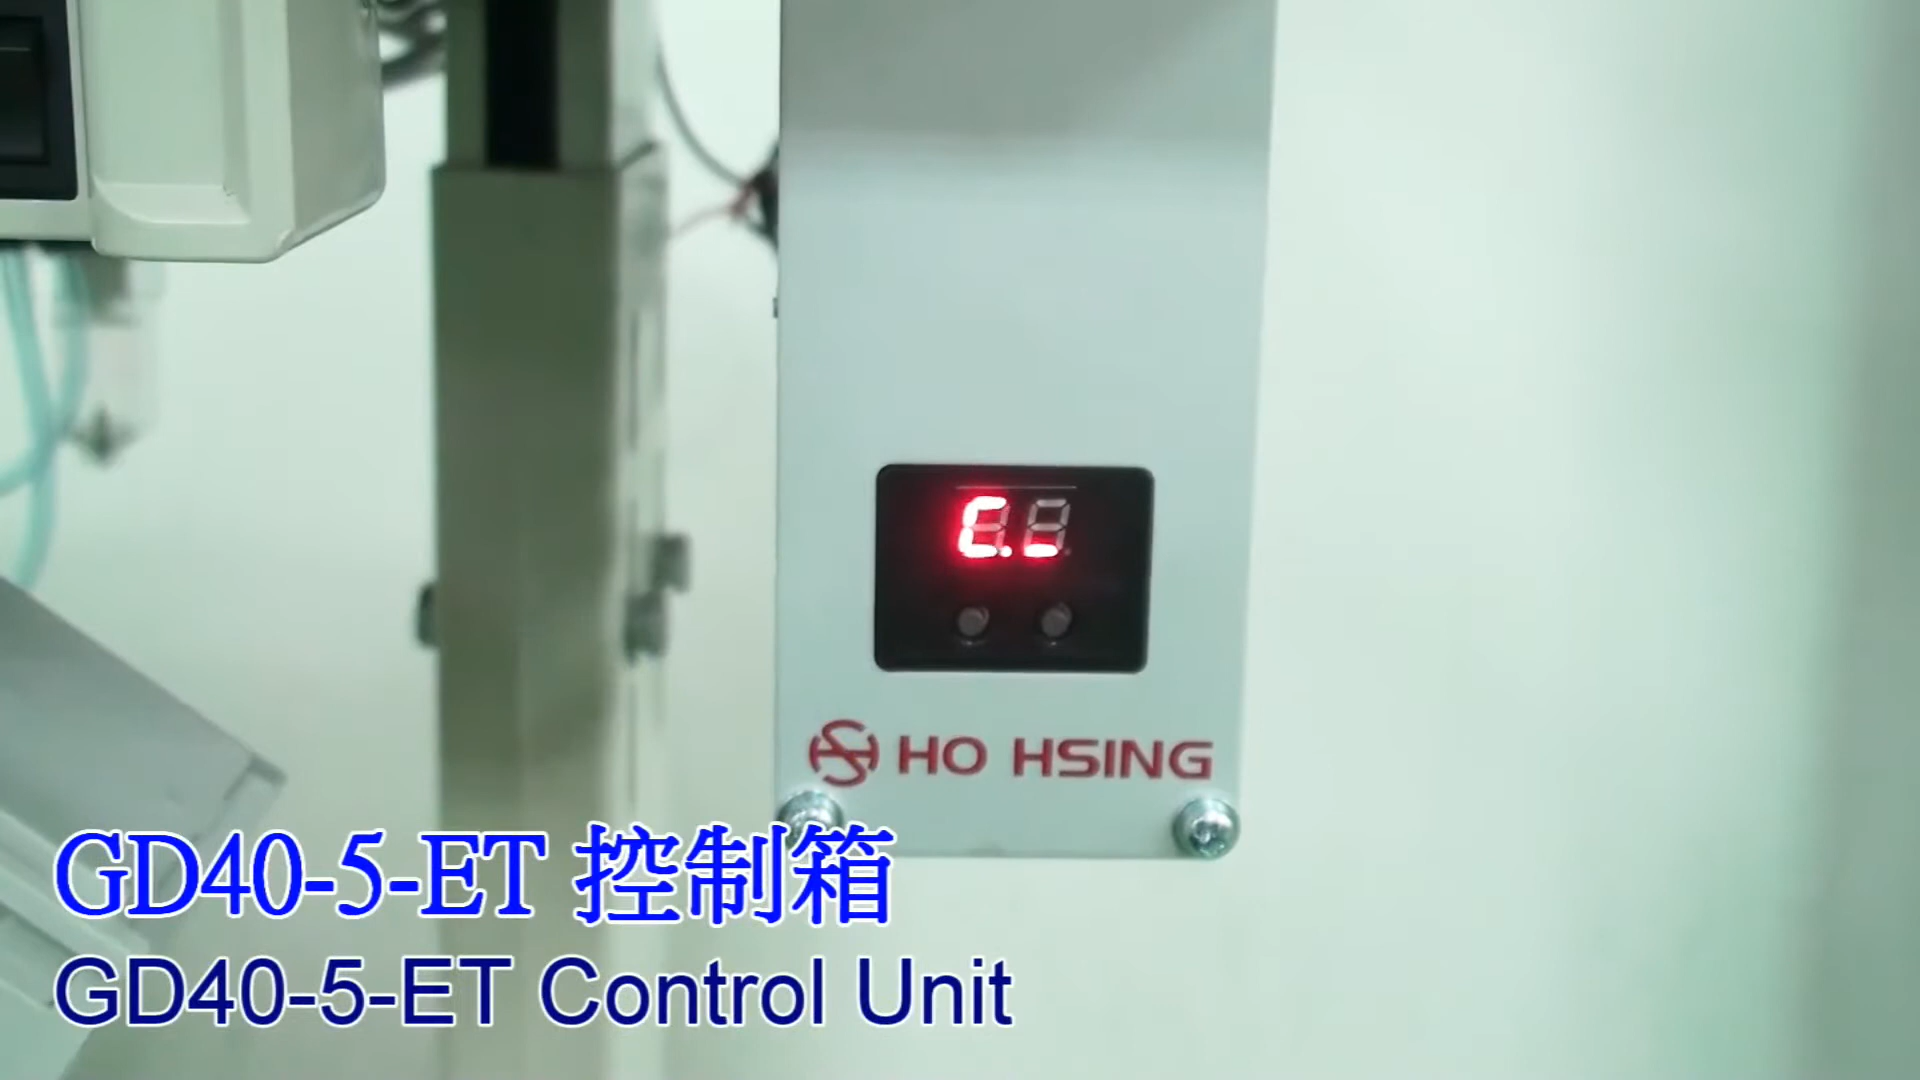 C._
HO HSING
GD40-5-ET 控制箱
GD40-5-ET Control Unit